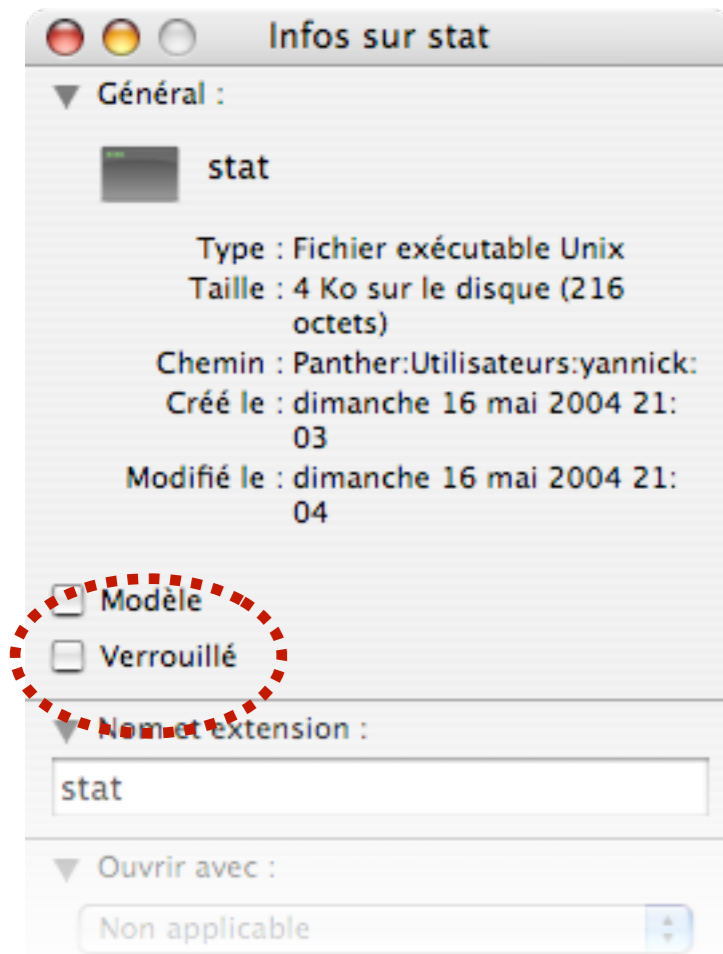 Infos sur stat
Général :
stat
Type : Fichier exécutable Unix
Taille : 4 Ko sur le disque (216
octets)
Chemin : Panther:Utilisateurs:yannick:
Créé le : dimanche 16 mai 2004 21:
03
Modifié le : dimanche 16 mai 2004 21:
04
Modèle
Verrouillé
Nom et extension :
stat
Ouvrir avec :
Non applicable